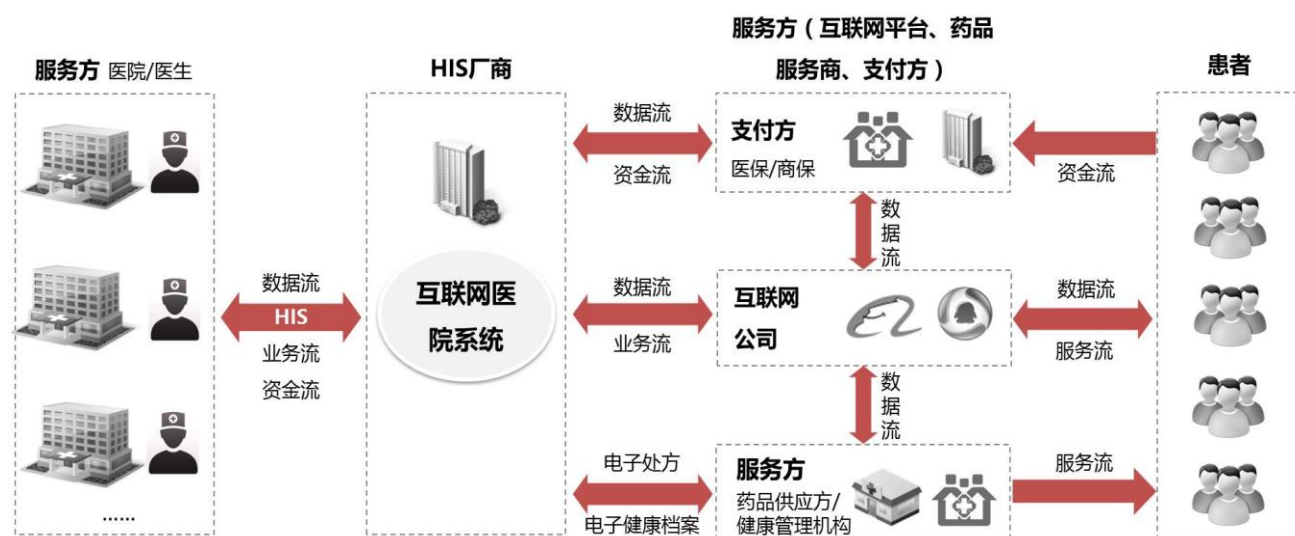 服务方 医院/医生
HIS厂商
服务方（互联网平台、药品
服务商、支付方）
患者
数据流
HIS
业务流
资金流
......
互联网医
院系统
数据流
资金流
数据流
业务流
电子处方
电子健康档案
支付方
医保/商保
数据流
互联网
公司
数据流
服务方
药品供应方/
健康管理机构
资金流
数据流
服务流
服务流